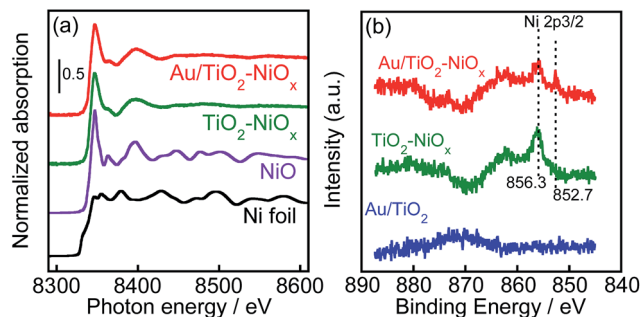 (a)
0.5
Au/TiO₂-NiOₓ
TiO₂-NiOₓ
NiO
Ni foil
Normalized absorption
8300 8400 8500 8600
Photon energy / eV
(b)
Ni 2p3/2
Au/TiO₂-NiOₓ
TiO₂-NiOₓ
856.3
852.7
Au/TiO₂
Intensity (a.u.)
880 870 860 850 840
Binding Energy / eV